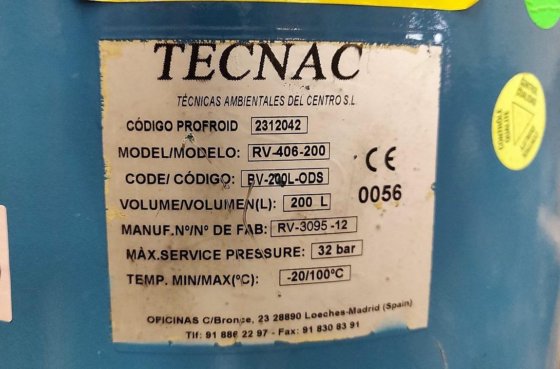 TECNAC
TÉCNICAS AMBIENTALES DEL CENTRO S.L
CÓDIGO PROFROID 2312042
MODEL/MODELO: RV-406-200
CODE/ CÓDIGO: BV-200L-ODS
VOLUME/VOLUMEN(L): 200 L
MANUF.Nº/Nº DE FAB: RV-3095-12
MÀX.SERVICE PRESSURE: 32 bar
TEMP. MIN/MAX(ºC): -20/100ºC
CE
0056
OFICINAS C/Bronce, 23 28890 Loeches-Madrid (Spain)
Tlf: 91 886 22 97 - Fax: 91 830 83 91